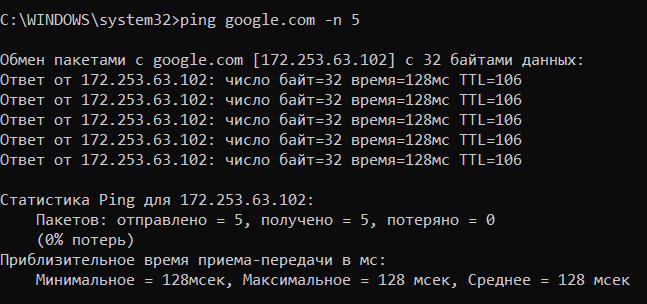 C:\WINDOWS\system32>ping google.com -n 5
Обмен пакетами с google.com [172.253.63.102] с 32 байтами данных:
Ответ от 172.253.63.102: число байт=32 время=128мс TTL=106
Ответ от 172.253.63.102: число байт=32 время=128мс TTL=106
Ответ от 172.253.63.102: число байт=32 время=128мс TTL=106
Ответ от 172.253.63.102: число байт=32 время=128мс TTL=106
Ответ от 172.253.63.102: число байт=32 время=128мс TTL=106
Статистика Ping для 172.253.63.102:
    Пакетов: отправлено = 5, получено = 5, потеряно = 0
    (0% потерь)
Приблизительное время приема-передачи в мс:
    Минимальное = 128мсек, Максимальное = 128 мсек, Среднее = 128 мсек